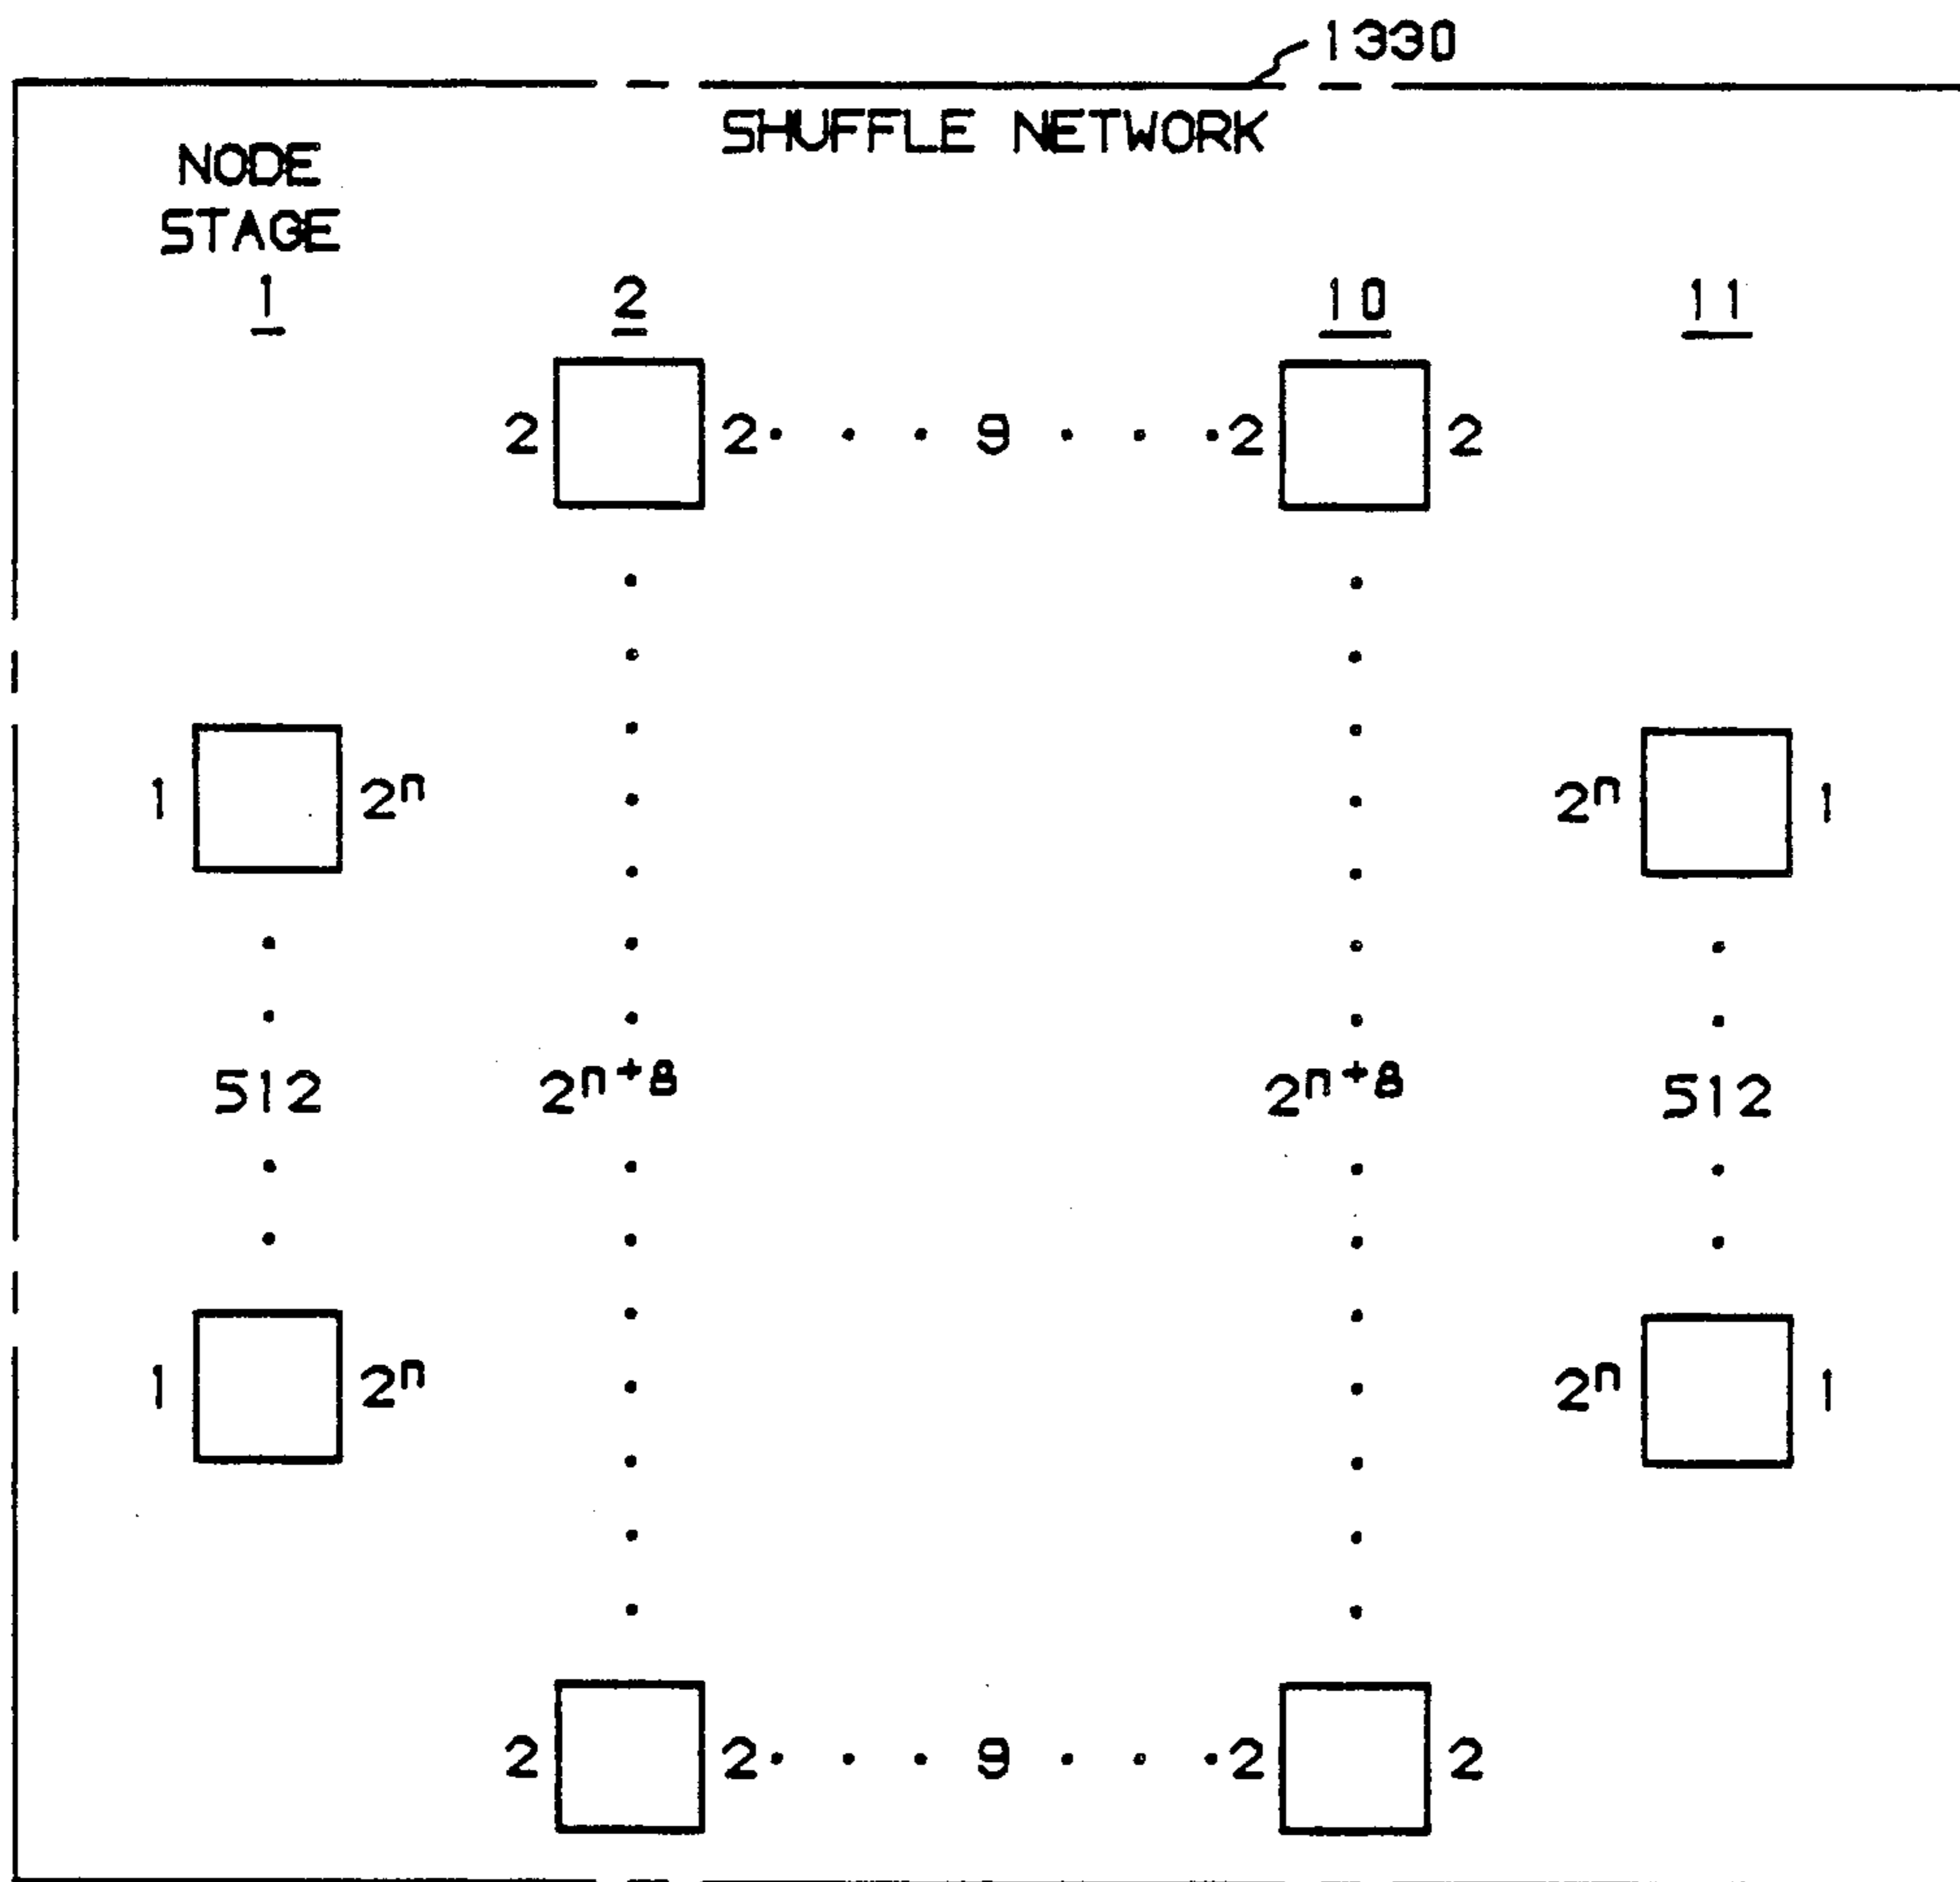 1330
SHUFFLE NETWORK
NODE
STAGE
1 2 10 11
2 2 . . . 9 . . . 2 2
1 2ⁿ 2ⁿ 1
512 2ⁿ⁺⁸ 2ⁿ⁺⁸ 512
1 2ⁿ 2ⁿ 1
2 2 . . . 9 . . . 2 2